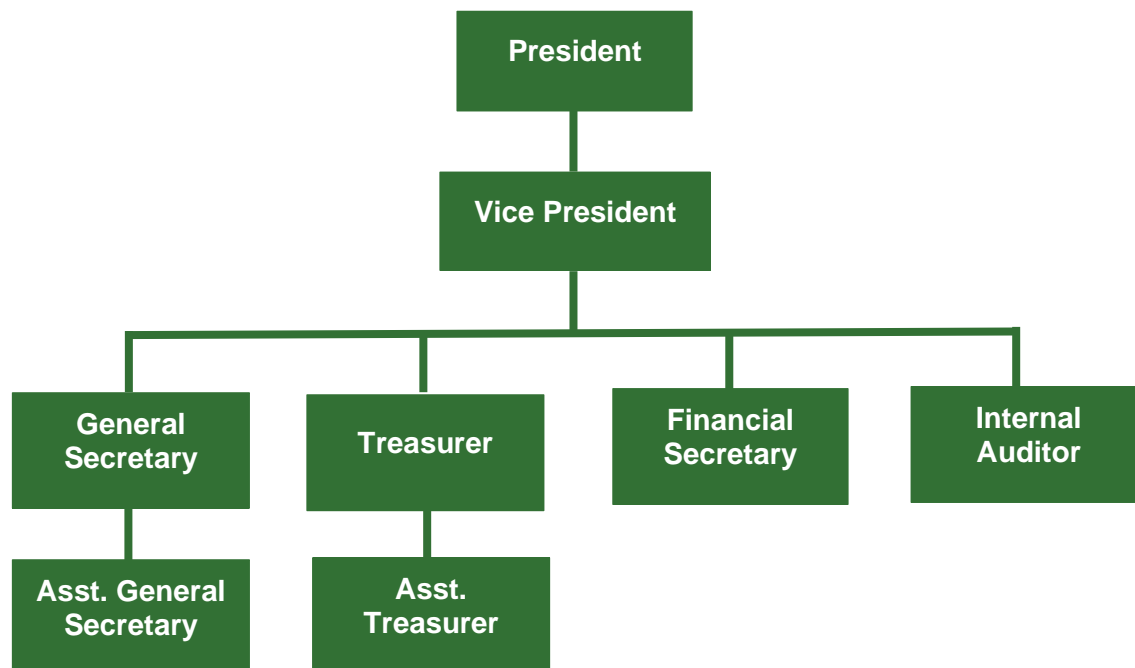 President
Vice President
General
Secretary
Treasurer
Financial
Secretary
Internal
Auditor
Asst. General
Secretary
Asst.
Treasurer